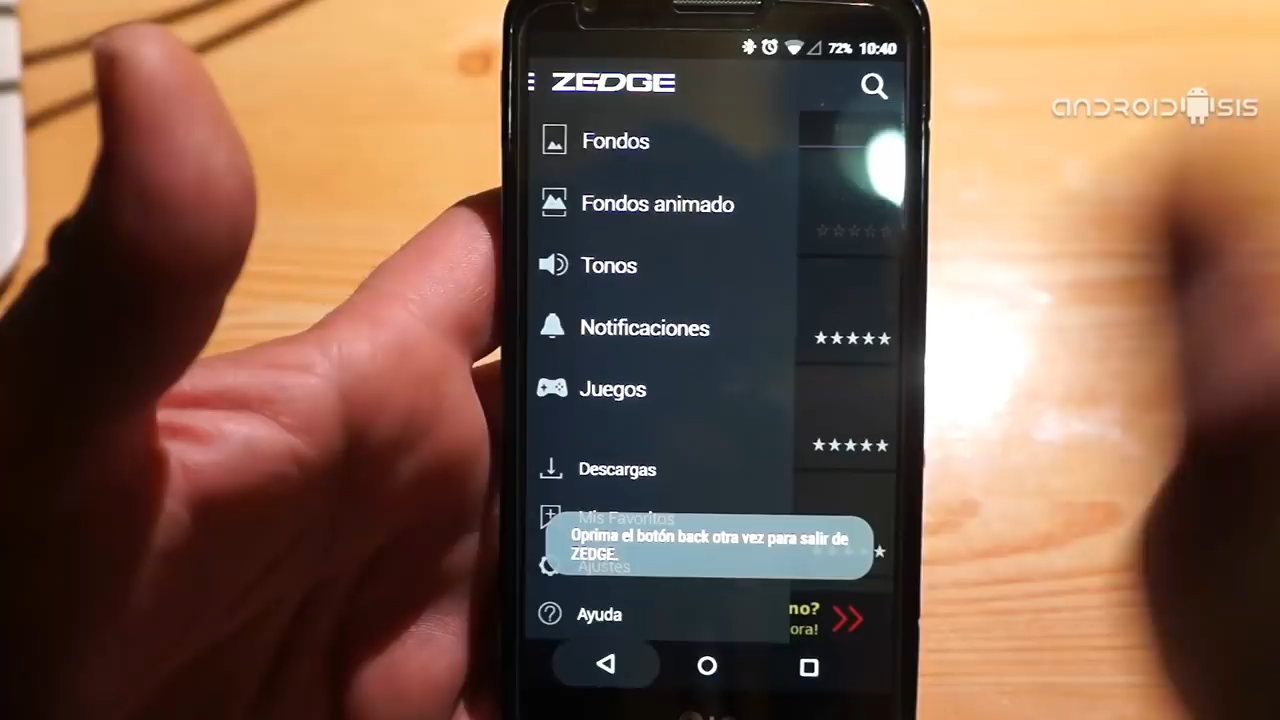 72% 10:40
ZEDGE
ANDROIDSIS
Fondos
Fondos animado
Tonos
Notificaciones
Juegos
Descargas
Mis Favoritos
Oprima el botón back otra vez para salir de
ZEDGE.
Ajustes
no?
Ayuda
ora!